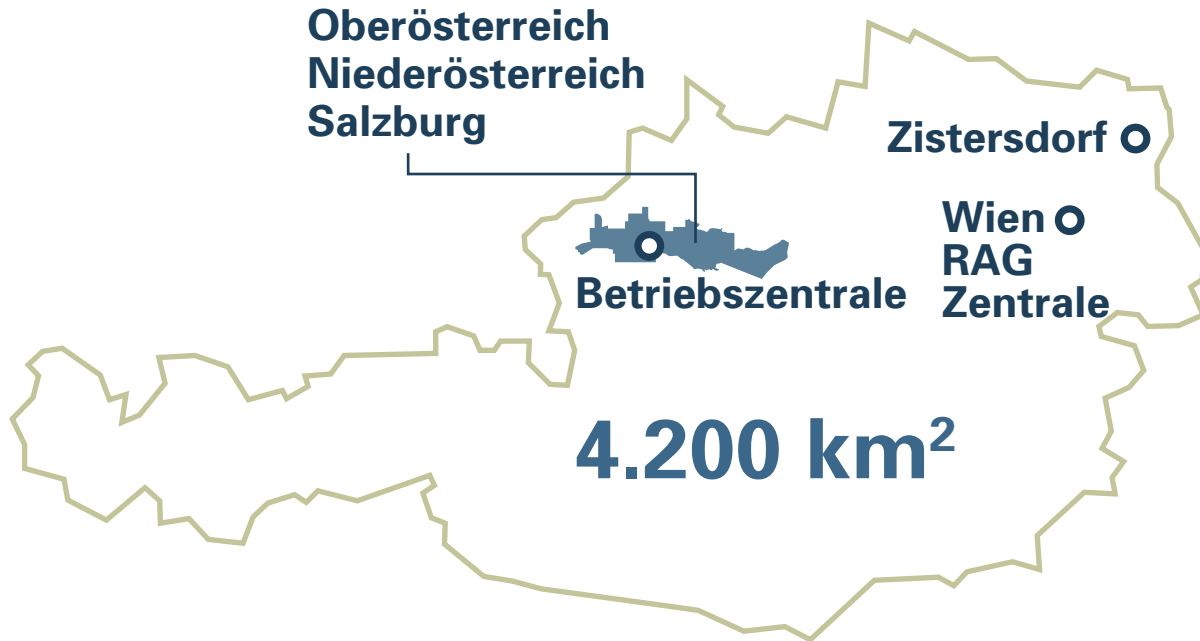 Oberösterreich
Niederösterreich
Salzburg
Zistersdorf
Wien
RAG
Zentrale
Betriebszentrale
4.200 km²